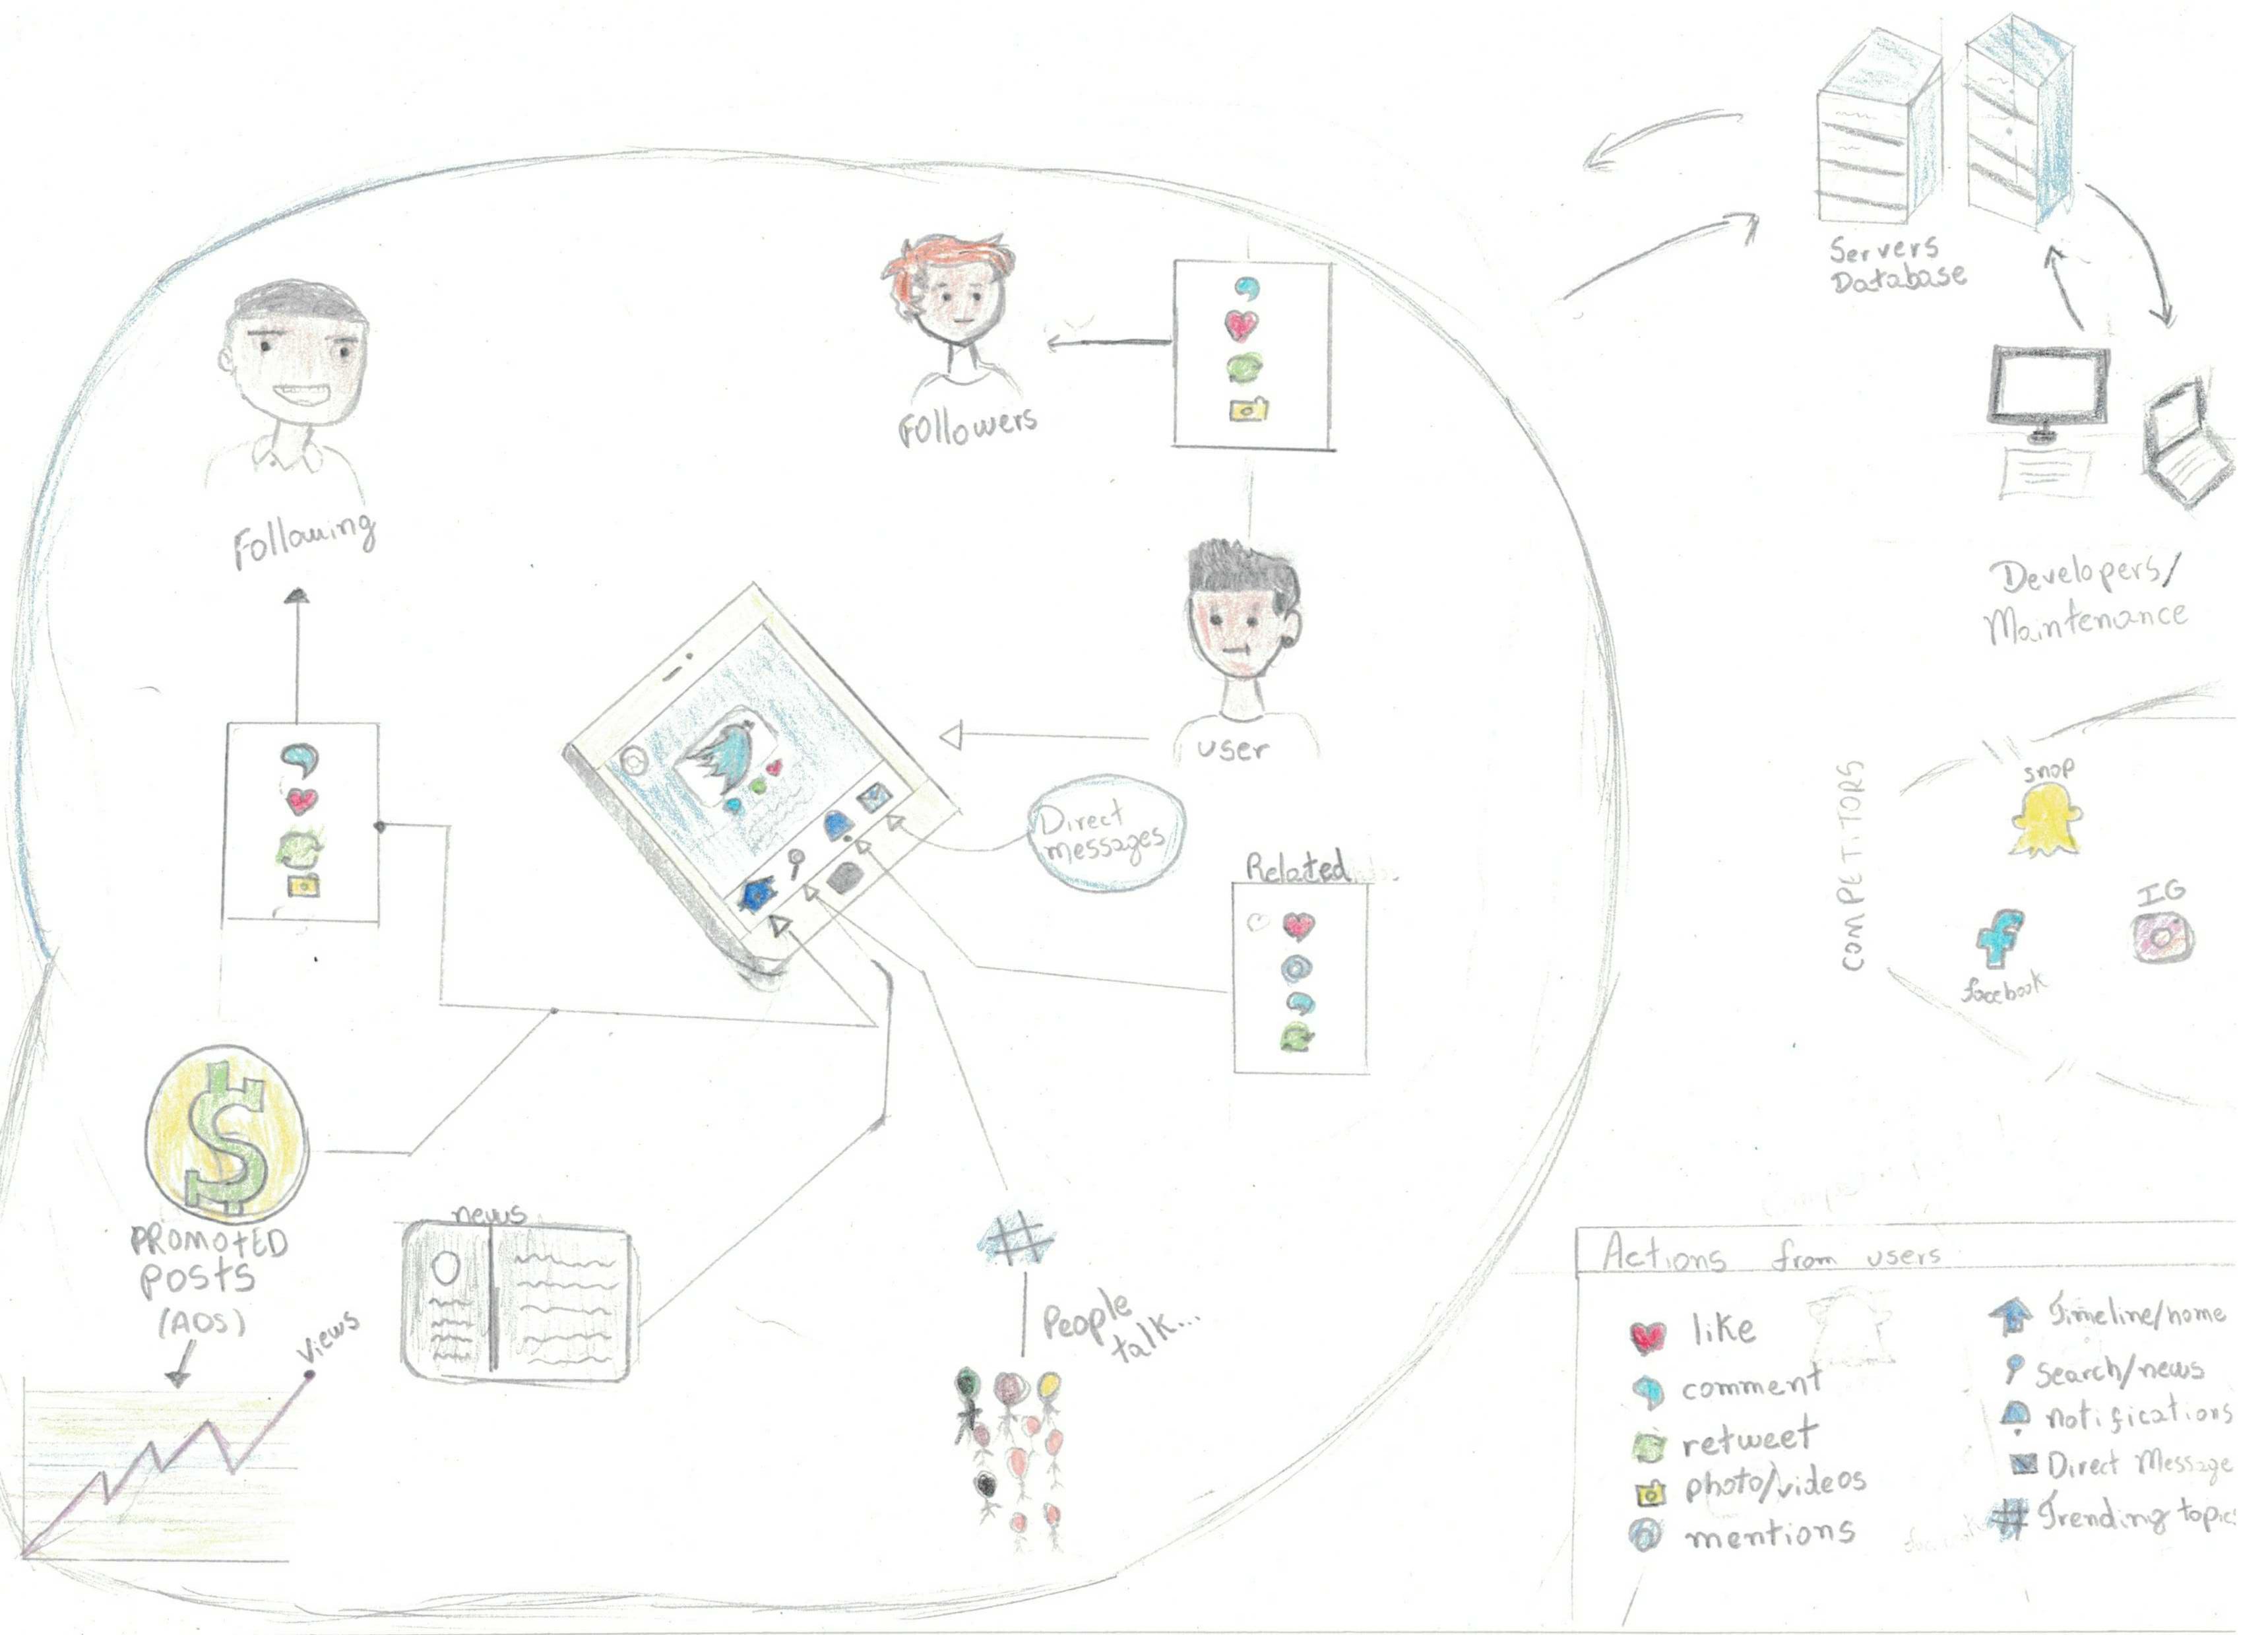 Servers
Database
Followers
Following
Developers/
Maintenance
user
Direct
messages
Related
COMPETITORS
snap
IG
facebook
PROMOTED
POSTS
(ADS)
Views
news
#
People
talk...
Actions from users
like
comment
retweet
photo/videos
mentions
Timeline/home
Search/news
notifications
Direct Message
# Trending topic